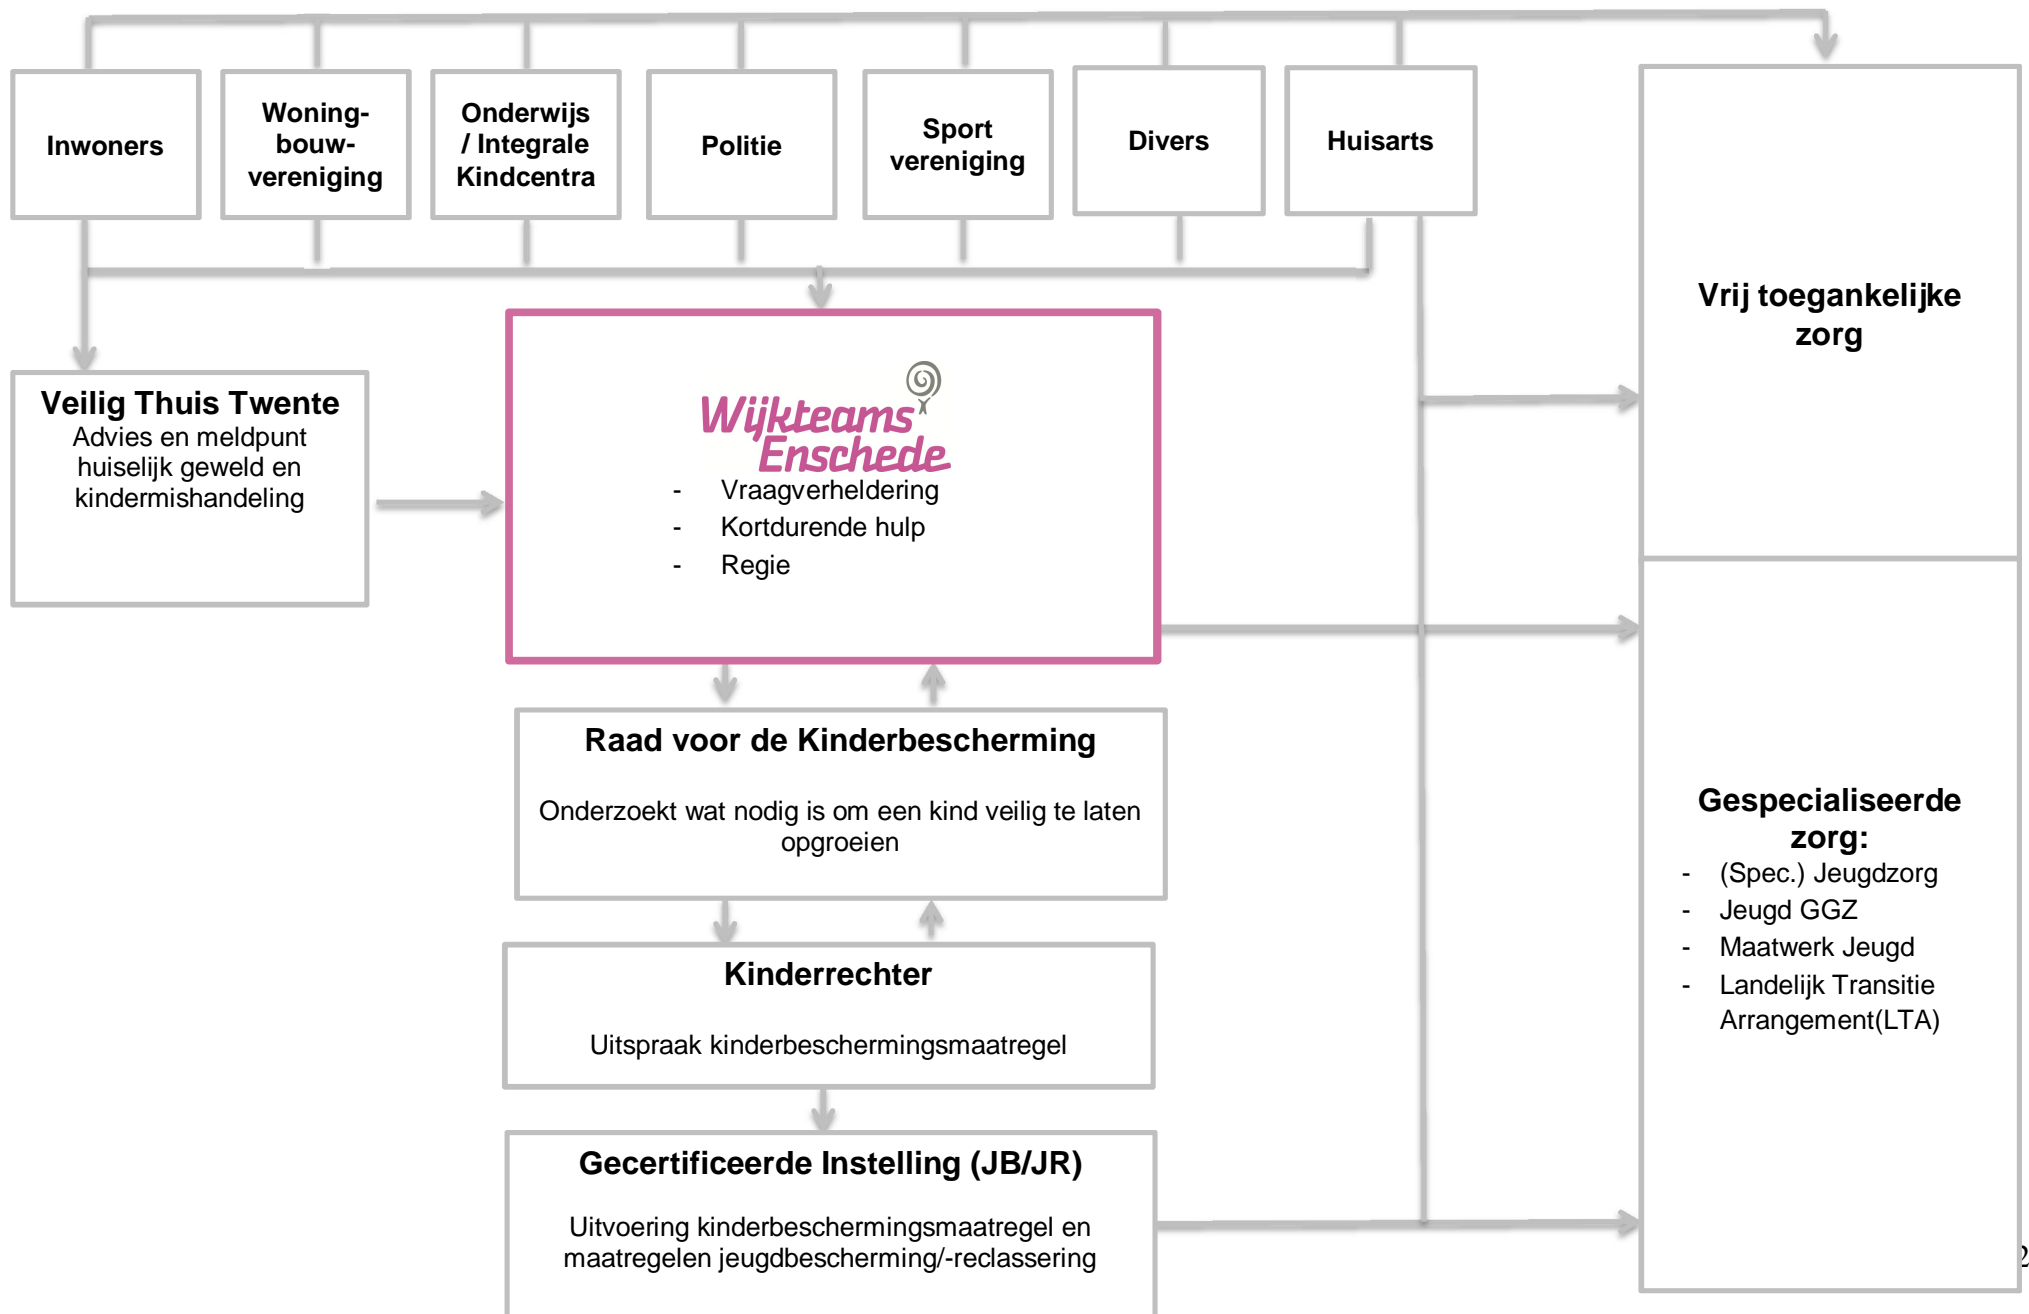 Inwoners
Woning-
bouw-
vereniging
Onderwijs
/ Integrale
Kindcentra
Politie
Sport
vereniging
Divers
Huisarts
Vrij toegankelijke
zorg
Veilig Thuis Twente
Advies en meldpunt
huiselijk geweld en
kindermishandeling
Wijkteams
Enschede
- Vraagverheldering
- Kortdurende hulp
- Regie
Raad voor de Kinderbescherming
Onderzoekt wat nodig is om een kind veilig te laten
opgroeien
Gespecialiseerde
zorg:
- (Spec.) Jeugdzorg
- Jeugd GGZ
- Maatwerk Jeugd
- Landelijk Transitie
Arrangement(LTA)
Kinderrechter
Uitspraak kinderbeschermingsmaatregel
Gecertificeerde Instelling (JB/JR)
Uitvoering kinderbeschermingsmaatregel en
maatregelen jeugdbescherming/-reclassering
2